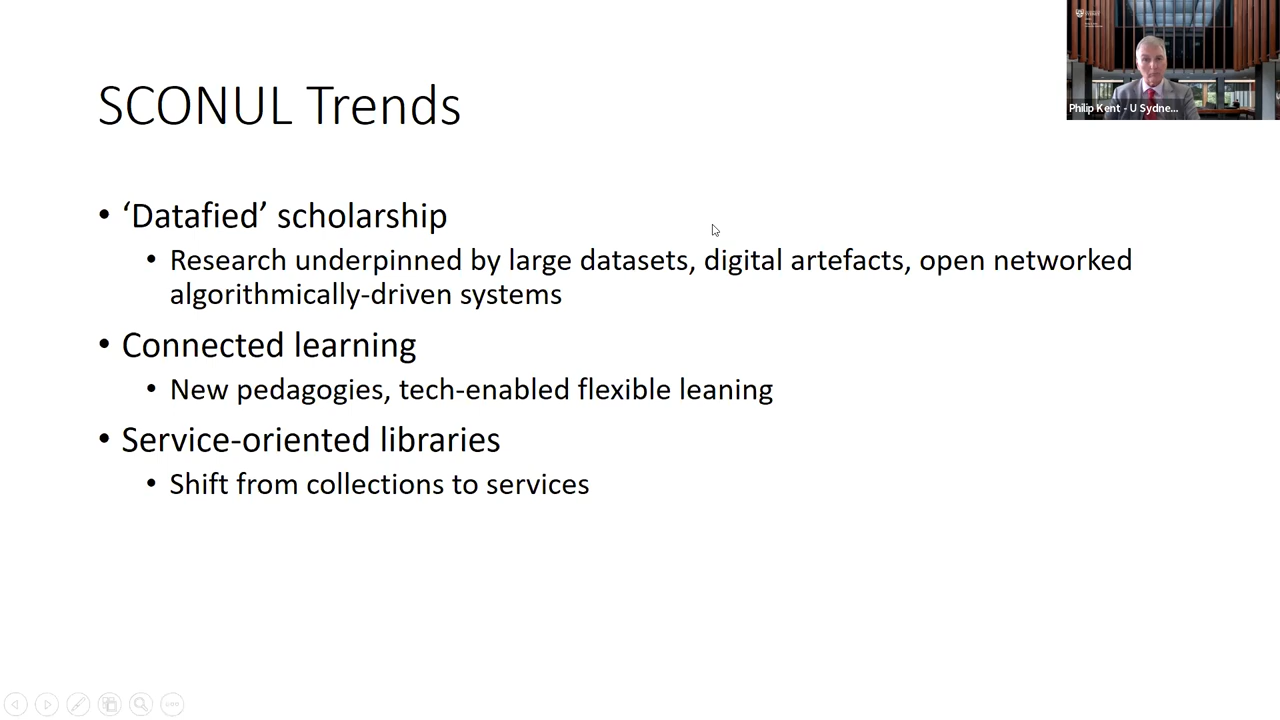 SCONUL Trends
Philip Kent - U Sydne...
• ‘Datafied’ scholarship
• Research underpinned by large datasets, digital artefacts, open networked
algorithmically-driven systems
• Connected learning
• New pedagogies, tech-enabled flexible leaning
• Service-oriented libraries
• Shift from collections to services